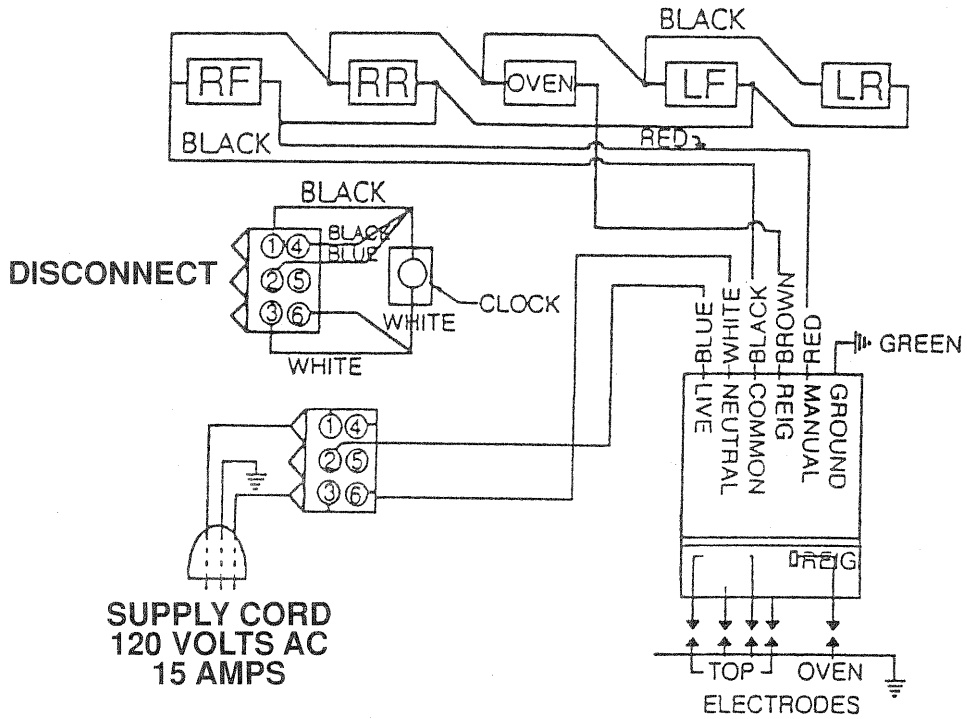 BLACK
RF
RR
OVEN
LF
LR
BLACK
RED
BLACK
BLACK
BLUE
1 4
2 5
3 6
DISCONNECT
CLOCK
WHITE
WHITE
BLUE
WHITE
BLACK
BROWN
RED
GREEN
LIVE
NEUTRAL
COMMON
REIG
MANUAL
GROUND
1 4
2 5
3 6
REIG
SUPPLY CORD
120 VOLTS AC
15 AMPS
TOP
OVEN
ELECTRODES